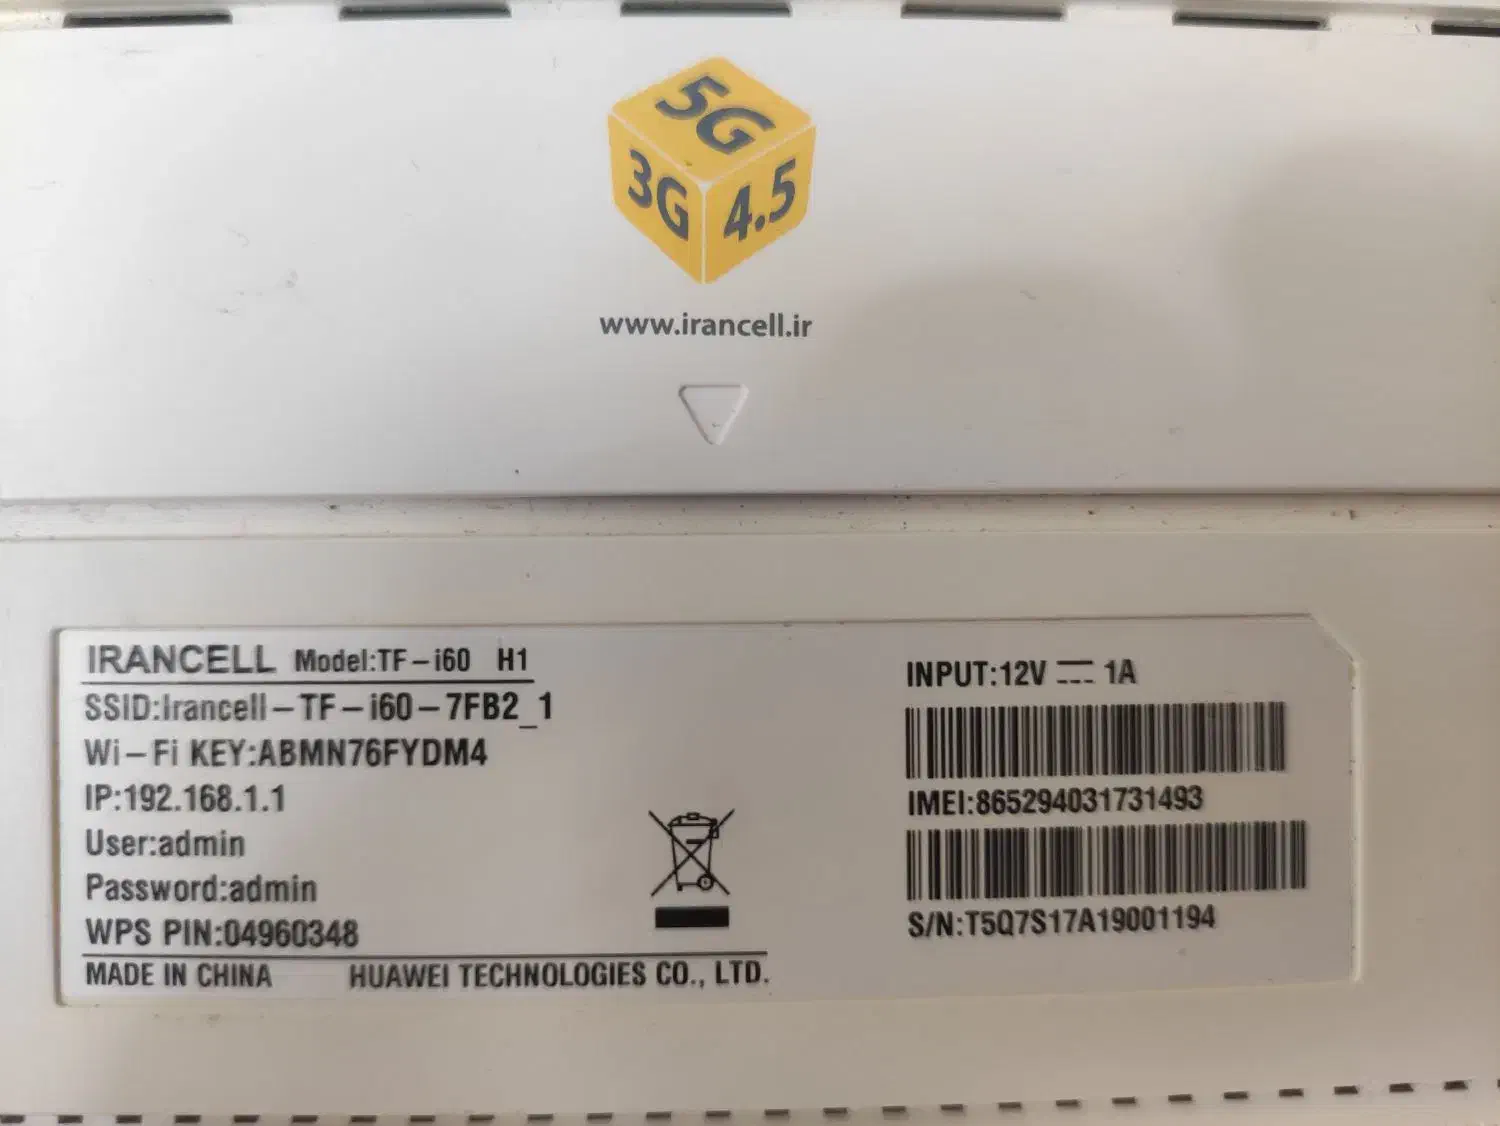 5G
3G 4.5
www.irancell.ir
IRANCELL Model:TF-i60 H1
SSID:Irancell-TF-i60-7FB2_1
Wi-Fi KEY:ABMN76FYDM4
IP:192.168.1.1
User:admin
Password:admin
WPS PIN:04960348
MADE IN CHINA HUAWEI TECHNOLOGIES CO., LTD.
INPUT:12V ⎓ 1A
IMEI:865294031731493
S/N:T5Q7S17A19001194